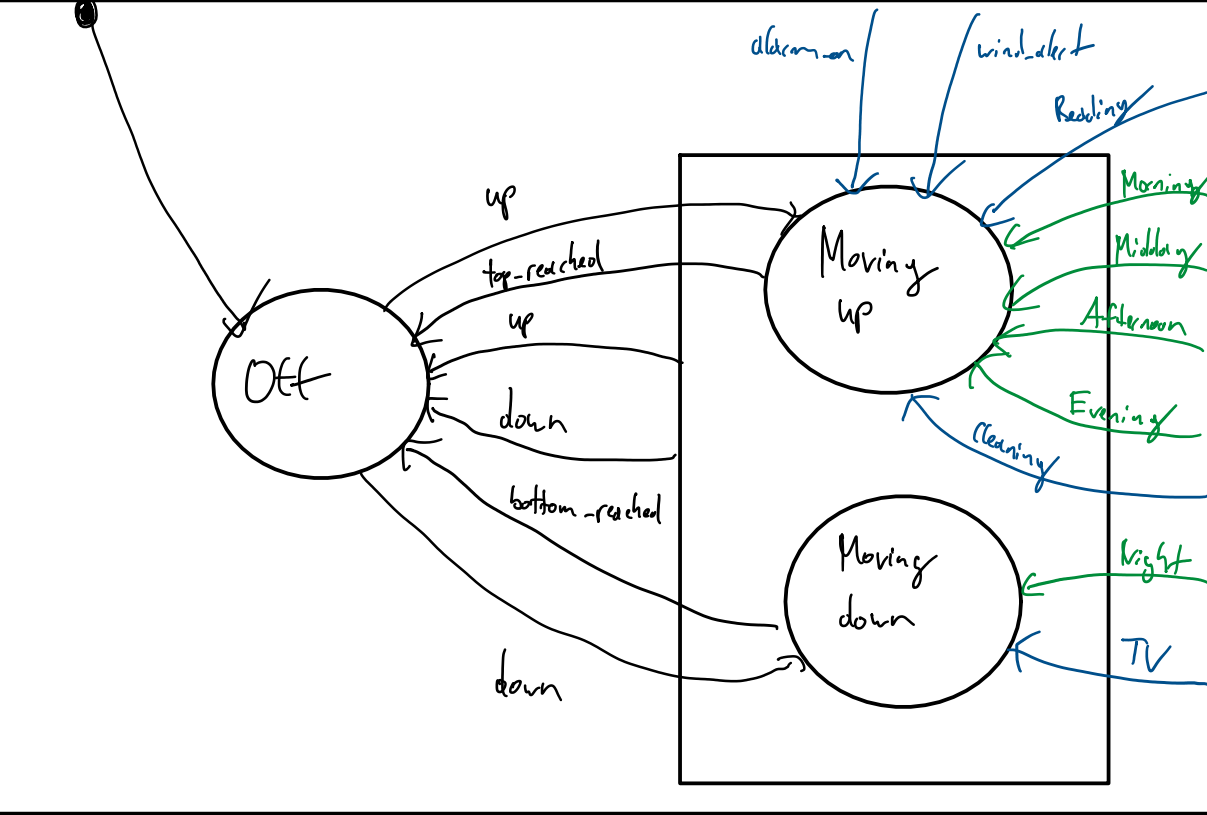 alarm_on
wind_alert
Reading
Morning
up
Midday
Moving
up
top_reached
Afternoon
up
Off
Evening
down
Cleaning
bottom_reached
Moving
down
Night
TV
down